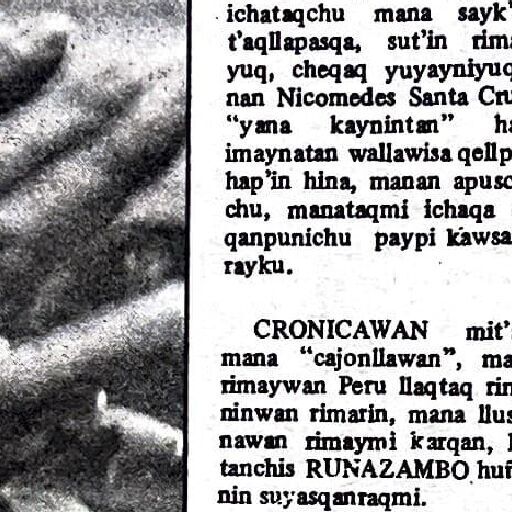 ichataqchu mana sayk'
t'aqllapasqa, sut'in rima
yuq, cheqaq yuyayniyuq
nan Nicomedes Santa Cru
“yana kaynintan” ha
imaynatan wallawisa qellp
hap'in hina, manan apusc
chu, manataqmi ichaqa
qanpunichu paypi kawsa
rayku.
CRONICAWAN mit'
mana “cajonllawan”, ma
rimaywan Peru llaqtaq rin
ninwan rimarin, mana llus
nawan rimaymi karqan,
tanchis RUNAZAMBO huñ
nin suyasqanraqmi.